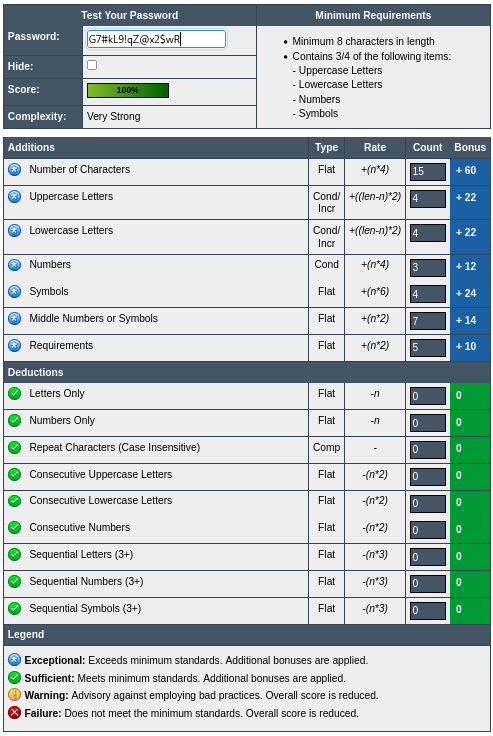 Test Your Password Minimum Requirements
Password: G7#kL9!qZ@x2$wR
• Minimum 8 characters in length
• Contains 3/4 of the following items:
- Uppercase Letters
- Lowercase Letters
- Numbers
- Symbols
Hide:
Score: 100%
Complexity: Very Strong
Additions Type Rate Count Bonus
Number of Characters Flat +(n*4) 15 + 60
Uppercase Letters Cond/Incr +((len-n)*2) 4 + 22
Lowercase Letters Cond/Incr +((len-n)*2) 4 + 22
Numbers Cond +(n*4) 3 + 12
Symbols Flat +(n*6) 4 + 24
Middle Numbers or Symbols Flat +(n*2) 7 + 14
Requirements Flat +(n*2) 5 + 10
Deductions
Letters Only Flat -n 0 0
Numbers Only Flat -n 0 0
Repeat Characters (Case Insensitive) Comp - 0 0
Consecutive Uppercase Letters Flat -(n*2) 0 0
Consecutive Lowercase Letters Flat -(n*2) 0 0
Consecutive Numbers Flat -(n*2) 0 0
Sequential Letters (3+) Flat -(n*3) 0 0
Sequential Numbers (3+) Flat -(n*3) 0 0
Sequential Symbols (3+) Flat -(n*3) 0 0
Legend
Exceptional: Exceeds minimum standards. Additional bonuses are applied.
Sufficient: Meets minimum standards. Additional bonuses are applied.
Warning: Advisory against employing bad practices. Overall score is reduced.
Failure: Does not meet the minimum standards. Overall score is reduced.